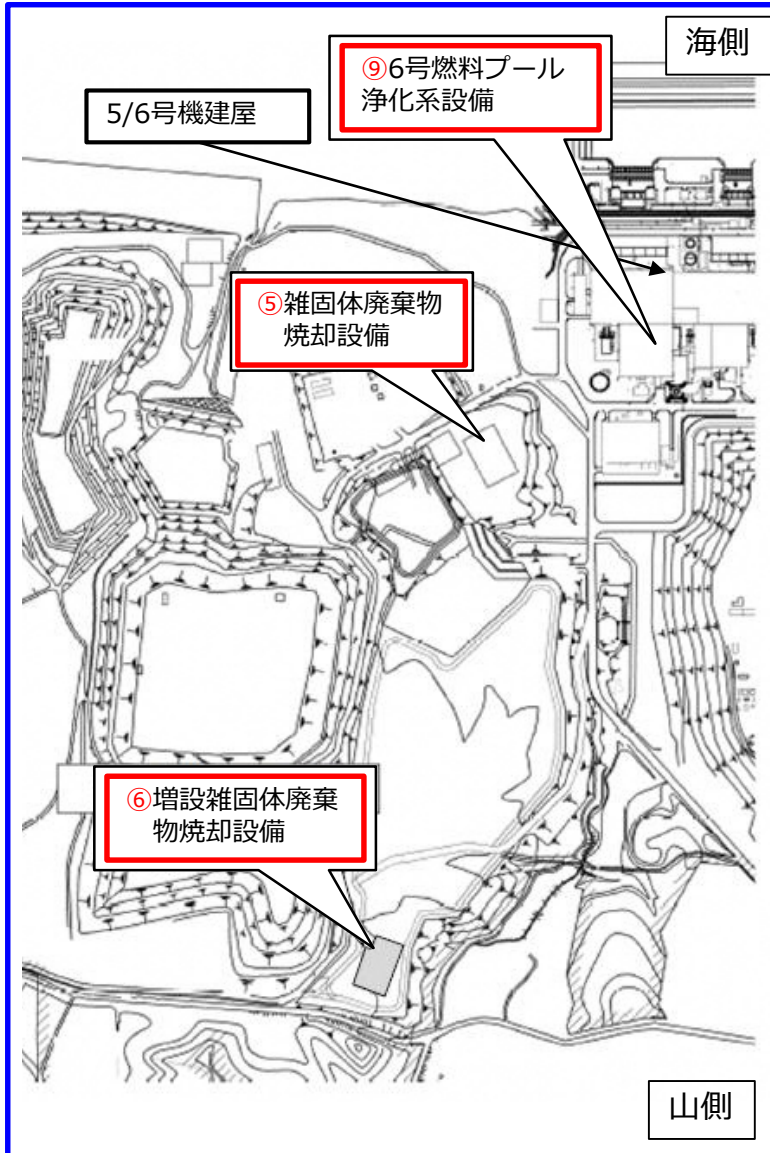 海側
⑨6号燃料プール
浄化系設備
5/6号機建屋
⑤雑固体廃棄物
焼却設備
⑥増設雑固体廃棄
物焼却設備
山側